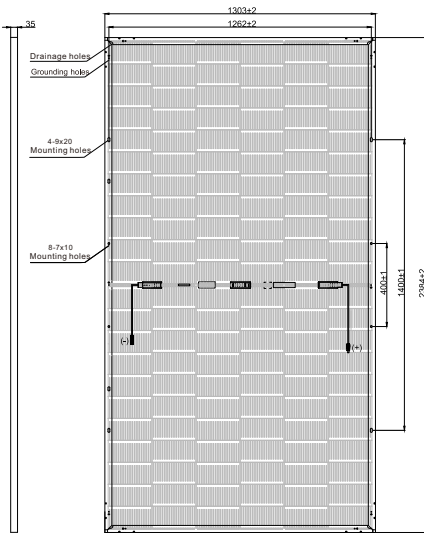 1303±2
35
1262±2
Drainage holes
Grounding holes
4-9x20
Mounting holes
8-7x10
Mounting holes
400±1
1400±1
2384±2
(-)
(+)